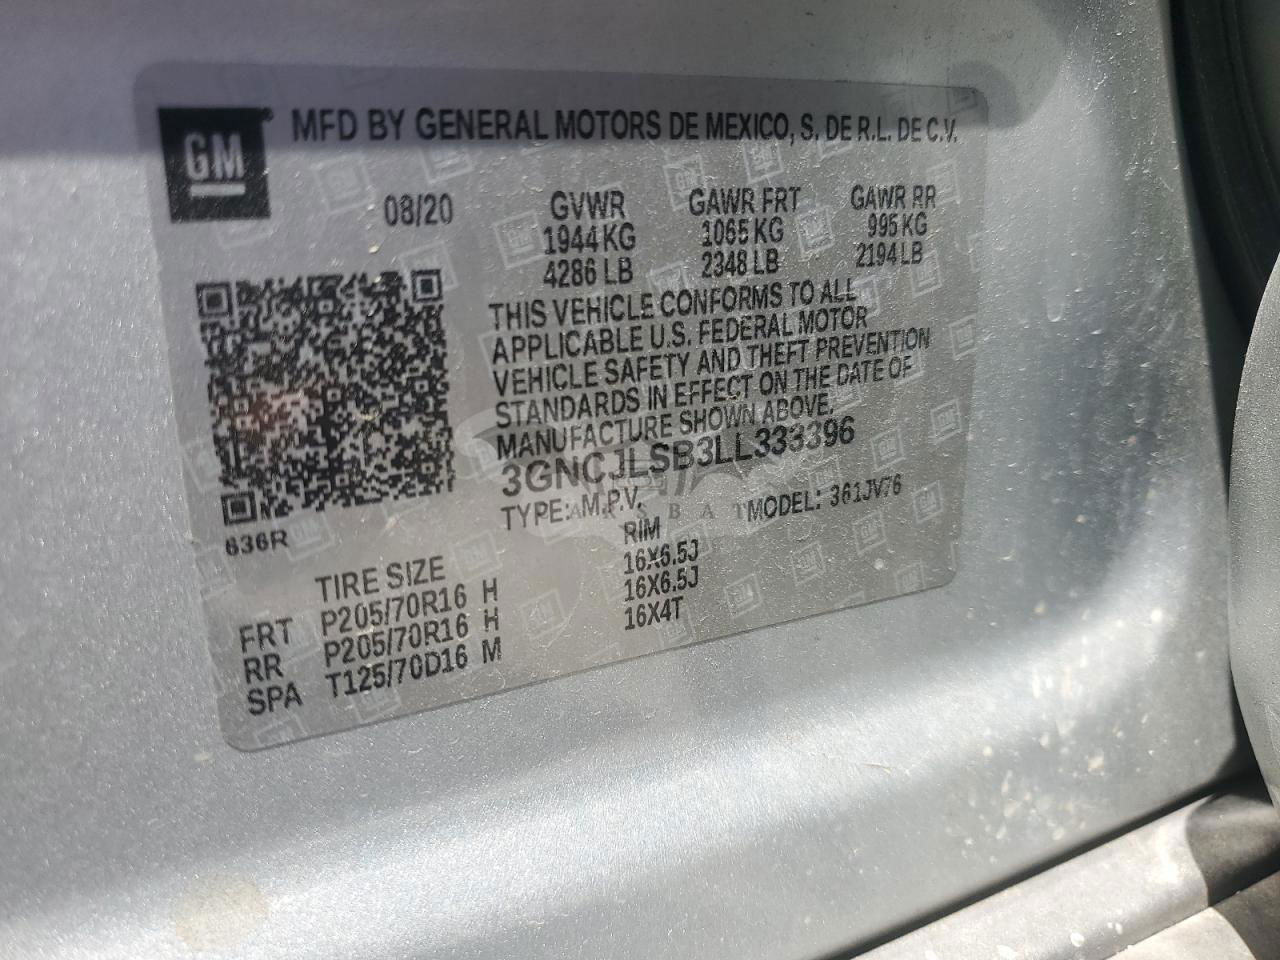 GM
MFD BY GENERAL MOTORS DE MEXICO, S. DE R.L. DE C.V.
08/20 GVWR GAWR FRT GAWR RR
1944 KG 1065 KG 995 KG
4286 LB 2348 LB 2194 LB
THIS VEHICLE CONFORMS TO ALL
APPLICABLE U.S. FEDERAL MOTOR
VEHICLE SAFETY AND THEFT PREVENTION
STANDARDS IN EFFECT ON THE DATE OF
MANUFACTURE SHOWN ABOVE.
3GNCJLSB3LL333396
TYPE: M.P.V. MODEL: 361JV76
636R
TIRE SIZE RIM
FRT P205/70R16 H 16X6.5J
RR P205/70R16 H 16X6.5J
SPA T125/70D16 M 16X4T